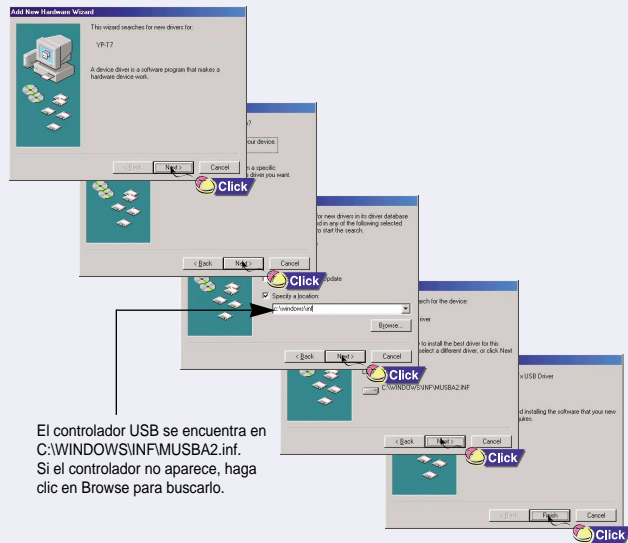 Add New Hardware Wizard
This wizard searches for new drivers for:
YP-T7
A device driver is a software program that makes a
hardware device work.
< Back
Next >
Cancel
Click
your device.
in a specific
driver you want.
< Back
Next >
Cancel
Click
for new drivers in its driver database
d in any of the following selected
to start the search.
pdate
Specify a location:
c:\windows\inf
Browse...
< Back
Next >
Cancel
Click
arch for the device:
river
to install the best driver for this
select a different driver, or click Next
C:\WINDOWS\INF\MUSBA2.INF
< Back
Next >
Cancel
Click
x USB Driver
d installing the software that your new
quires.
< Back
Finish
Cancel
Click
El controlador USB se encuentra en
C:\WINDOWS\INF\MUSBA2.inf.
Si el controlador no aparece, haga
clic en Browse para buscarlo.